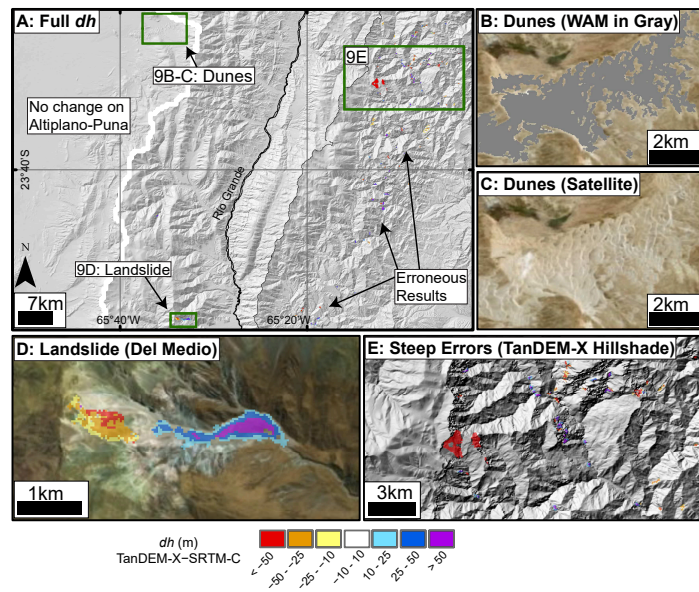 A: Full dh
9B-C: Dunes
9E
No change on
Altiplano-Puna
23°40'S
Rio Grande
N
9D: Landslide
Erroneous
Results
7km
65°40'W
65°20'W
B: Dunes (WAM in Gray)
2km
C: Dunes (Satellite)
2km
D: Landslide (Del Medio)
1km
E: Steep Errors (TanDEM-X Hillshade)
3km
dh (m)
TanDEM-X–SRTM-C
< –50
–50 - –25
–25 - –10
–10 - 10
10 - 25
25 - 50
> 50